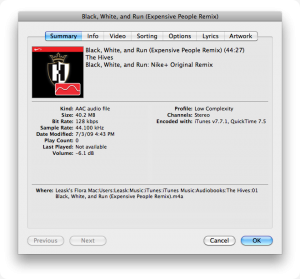 Black, White, and Run (Expensive People Remix)
Summary Info Video Sorting Options Lyrics Artwork
Black, White, and Run (Expensive People Remix) (44:27)
The Hives
Black, White, and Run: Nike+ Original Remix
Kind: AAC audio file
Size: 40.2 MB
Bit Rate: 128 kbps
Sample Rate: 44.100 kHz
Date Modified: 7/3/09 4:43 PM
Play Count: 0
Last Played: Not available
Volume: -6.1 dB
Profile: Low Complexity
Channels: Stereo
Encoded with: iTunes v7.7.1, QuickTime 7.5
Where: Leask's Flora Mac:Users:Leask:Music:iTunes:iTunes Music:Audiobooks:The Hives:01
Black, White, and Run (Expensive People Remix).m4a
Previous Next Cancel OK